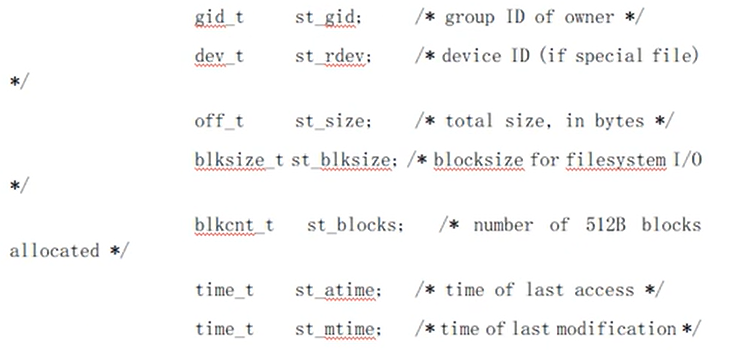 gid_t st_gid; /* group ID of owner */
dev_t st_rdev; /* device ID (if special file)
*/
off_t st_size; /* total size, in bytes */
blksize_t st_blksize; /* blocksize for filesystem I/O
*/
blkcnt_t st_blocks; /* number of 512B blocks
allocated */
time_t st_atime; /* time of last access */
time_t st_mtime; /* time of last modification */